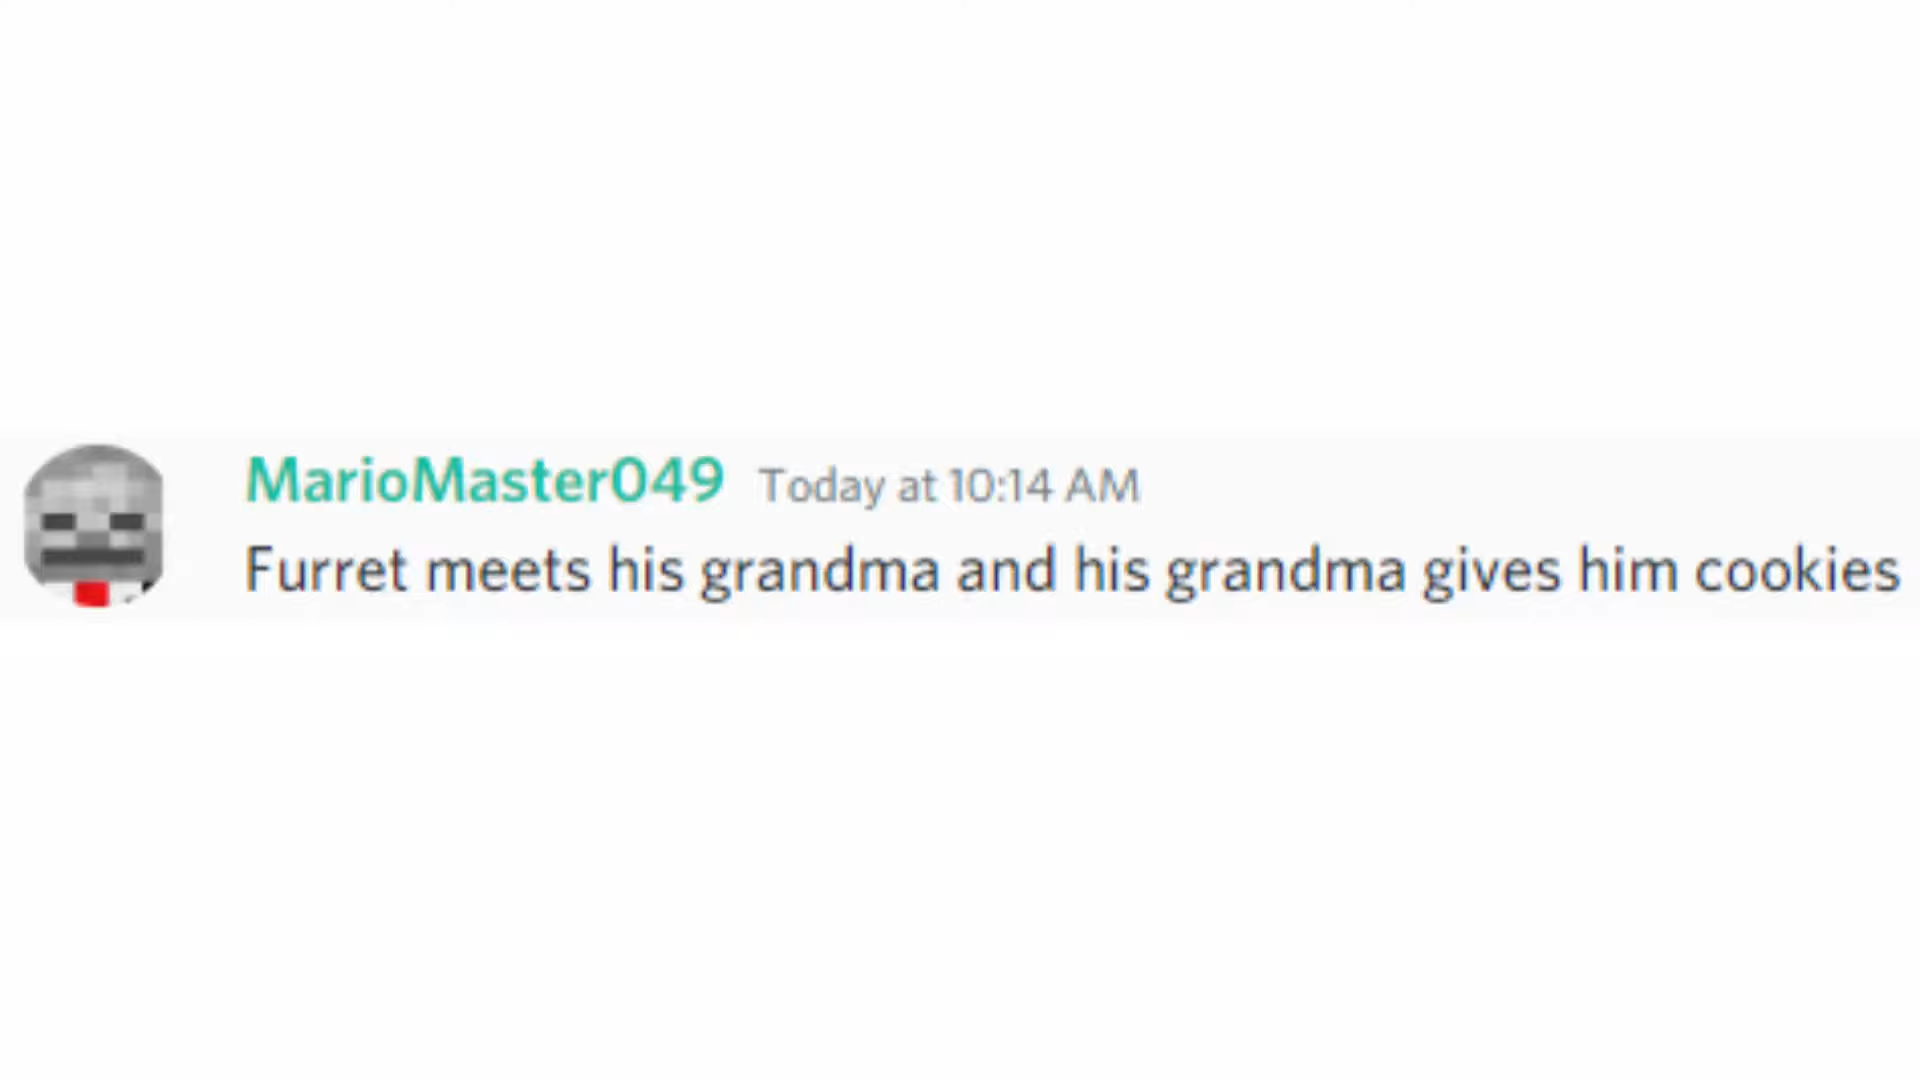 MarioMaster049 Today at 10:14 AM
Furret meets his grandma and his grandma gives him cookies